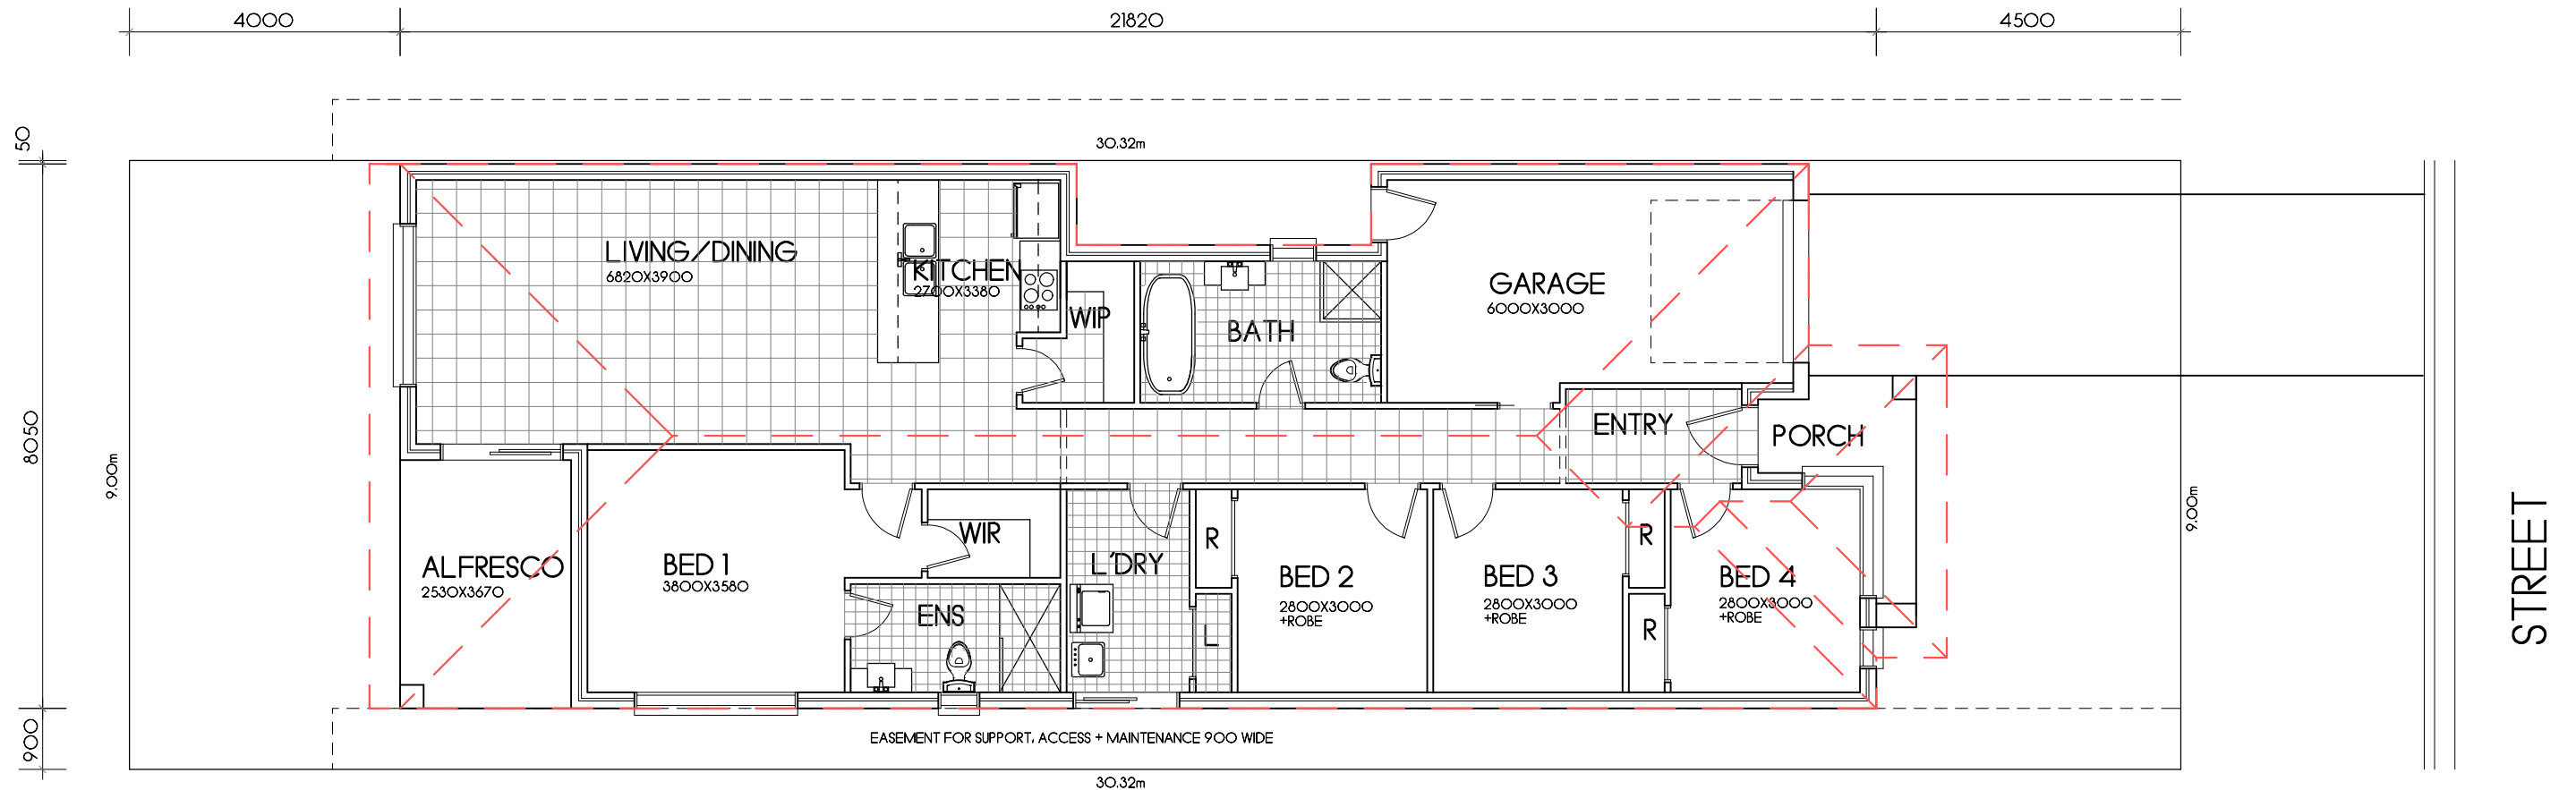 4000
21820
4500
50
30.32m
LIVING/DINING
6820X3900
KITCHEN
2700X3380
WIP
BATH
GARAGE
6000X3000
8050
9.00m
ENTRY
PORCH
ALFRESCO
2530X3670
BED 1
3800X3580
WIR
ENS
L'DRY
R
L
BED 2
2800X3000
+ROBE
BED 3
2800X3000
+ROBE
R
R
BED 4
2800X3000
+ROBE
9.00m
STREET
900
EASEMENT FOR SUPPORT, ACCESS + MAINTENANCE 900 WIDE
30.32m